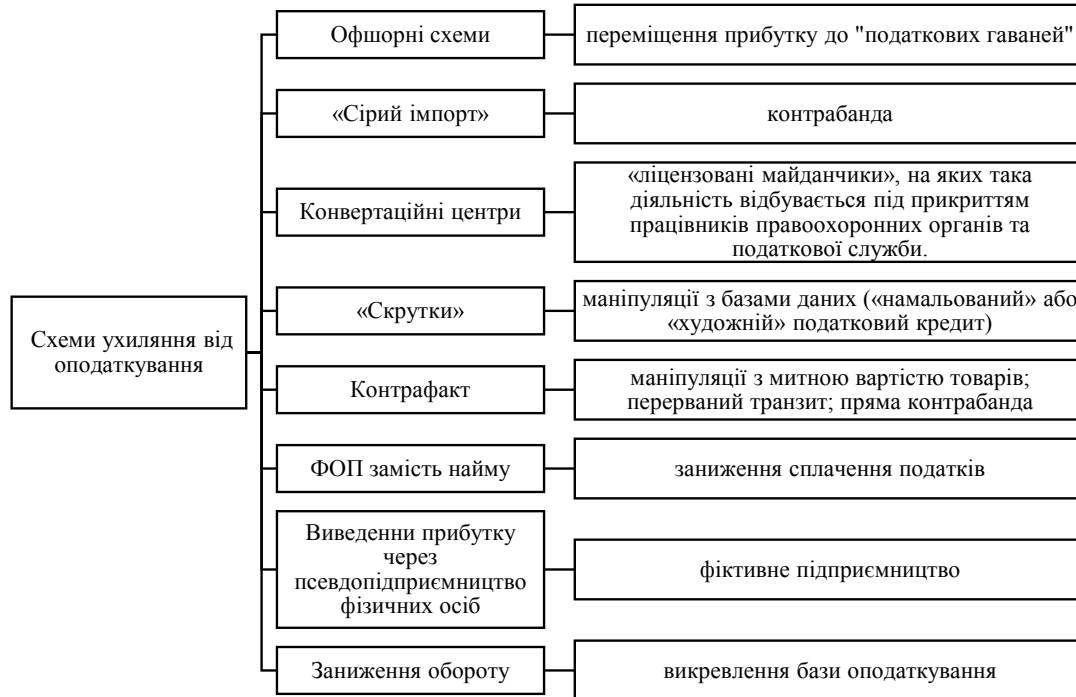 Офшорні схеми
переміщення прибутку до "податкових гаваней"
«Сірий імпорт»
контрабанда
Конвертаційні центри
«ліцензовані майданчики», на яких така
діяльність відбувається під прикриттям
працівників правоохоронних органів та
податкової служби.
Схеми ухиляння від
оподаткування
«Скрутки»
маніпуляції з базами даних («намальований» або
«художній» податковий кредит)
Контрафакт
маніпуляції з митною вартістю товарів;
перерваний транзит; пряма контрабанда
ФОП замість найму
заниження сплачення податків
Виведенни прибутку
через
псевдопідприємництво
фізичних осіб
фіктивне підприємництво
Заниження обороту
викревлення бази оподаткування